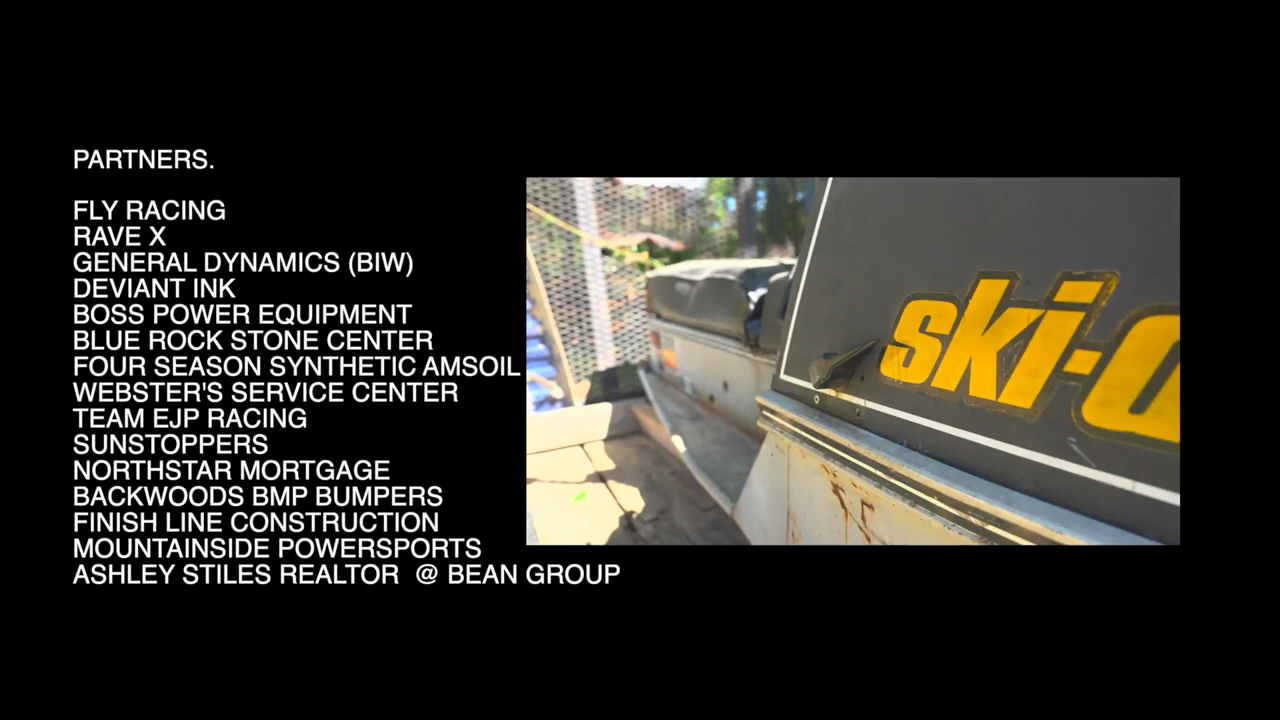 PARTNERS.
FLY RACING
RAVE X
GENERAL DYNAMICS (BIW)
DEVIANT INK
BOSS POWER EQUIPMENT
BLUE ROCK STONE CENTER
FOUR SEASON SYNTHETIC AMSOIL
WEBSTER'S SERVICE CENTER
TEAM EJP RACING
SUNSTOPPERS
NORTHSTAR MORTGAGE
BACKWOODS BMP BUMPERS
FINISH LINE CONSTRUCTION
MOUNTAINSIDE POWERSPORTS
ASHLEY STILES REALTOR @ BEAN GROUP
ski-